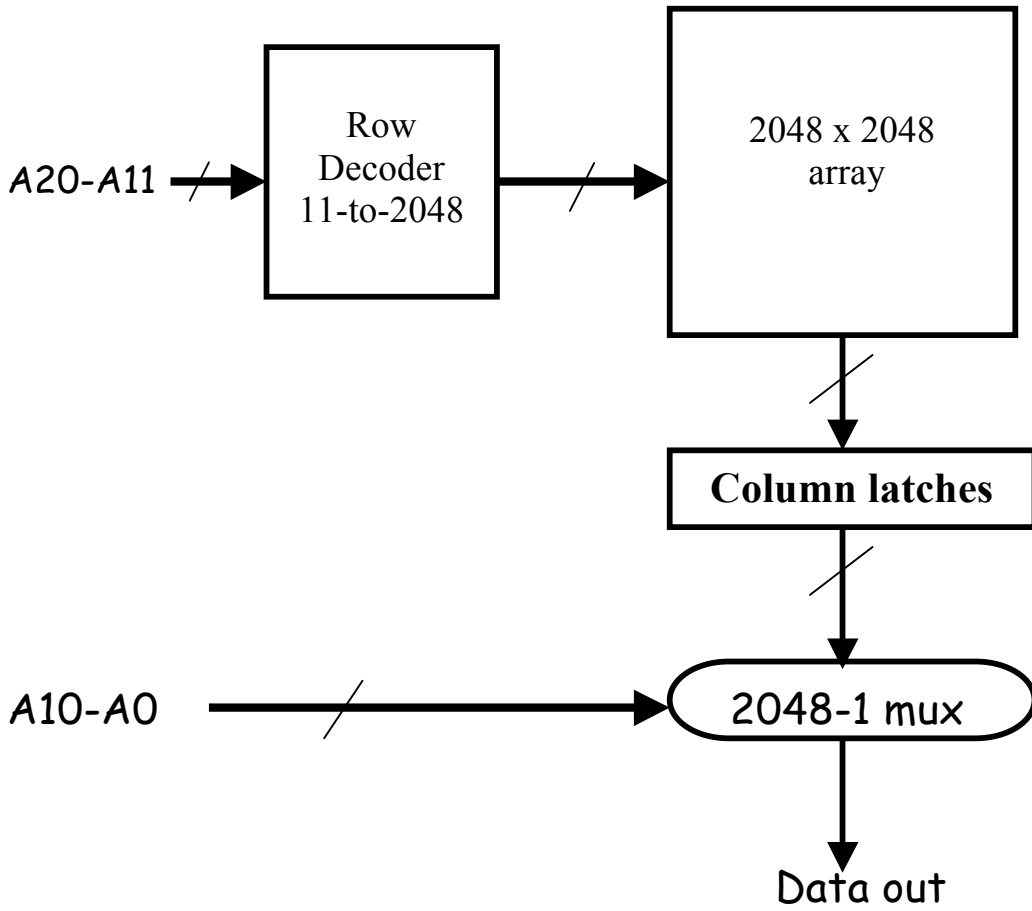 Row
Decoder
11-to-2048
2048 x 2048
array
A20-A11
Column latches
A10-A0
2048-1 mux
Data out